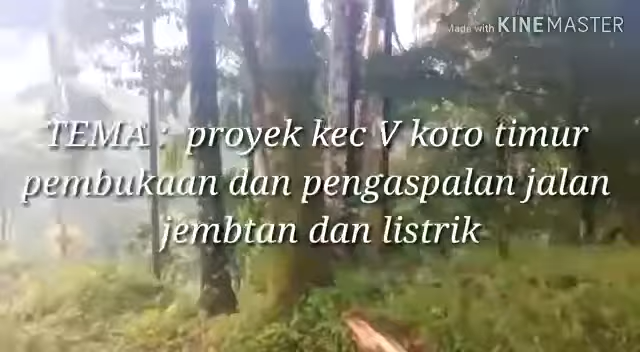 Made with KINEMASTER
TEMA : proyek kec V koto timur
pembukaan dan pengaspalan jalan
jembtan dan listrik